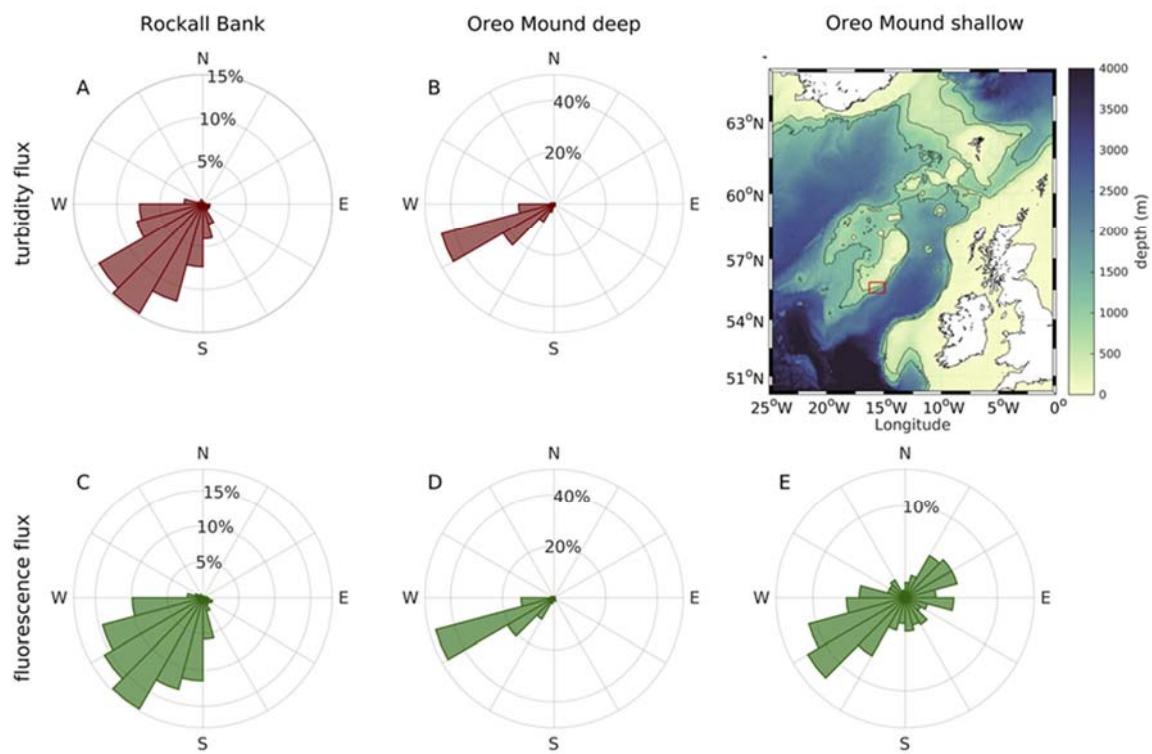 Rockall Bank
Oreo Mound deep
Oreo Mound shallow
turbidity flux
A
N
15%
10%
5%
W
E
S
B
N
40%
20%
W
E
S
63°N
60°N
57°N
54°N
51°N
25°W 20°W 15°W 10°W 5°W 0°
Longitude
4000
3500
3000
2500
2000
1500
1000
500
0
depth (m)
fluorescence flux
C
N
15%
10%
5%
W
E
S
D
N
40%
20%
W
E
S
E
N
10%
W
E
S